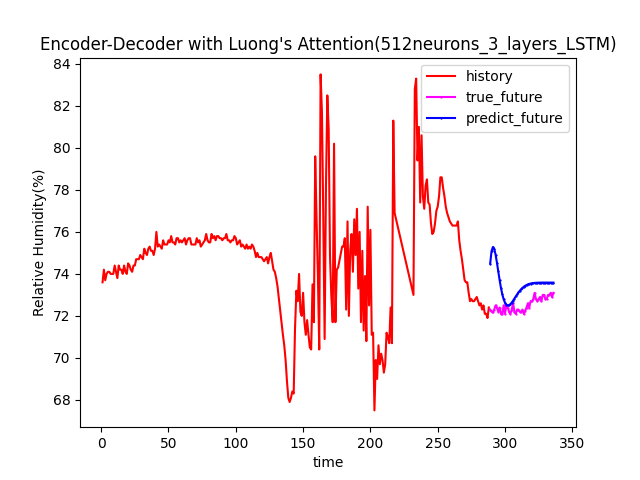 Encoder-Decoder with Luong's Attention(512neurons_3_layers_LSTM)
84
82
80
78
76
74
72
70
68
Relative Humidity(%)
history
true_future
predict_future
0
50
100
150
200
250
300
350
time